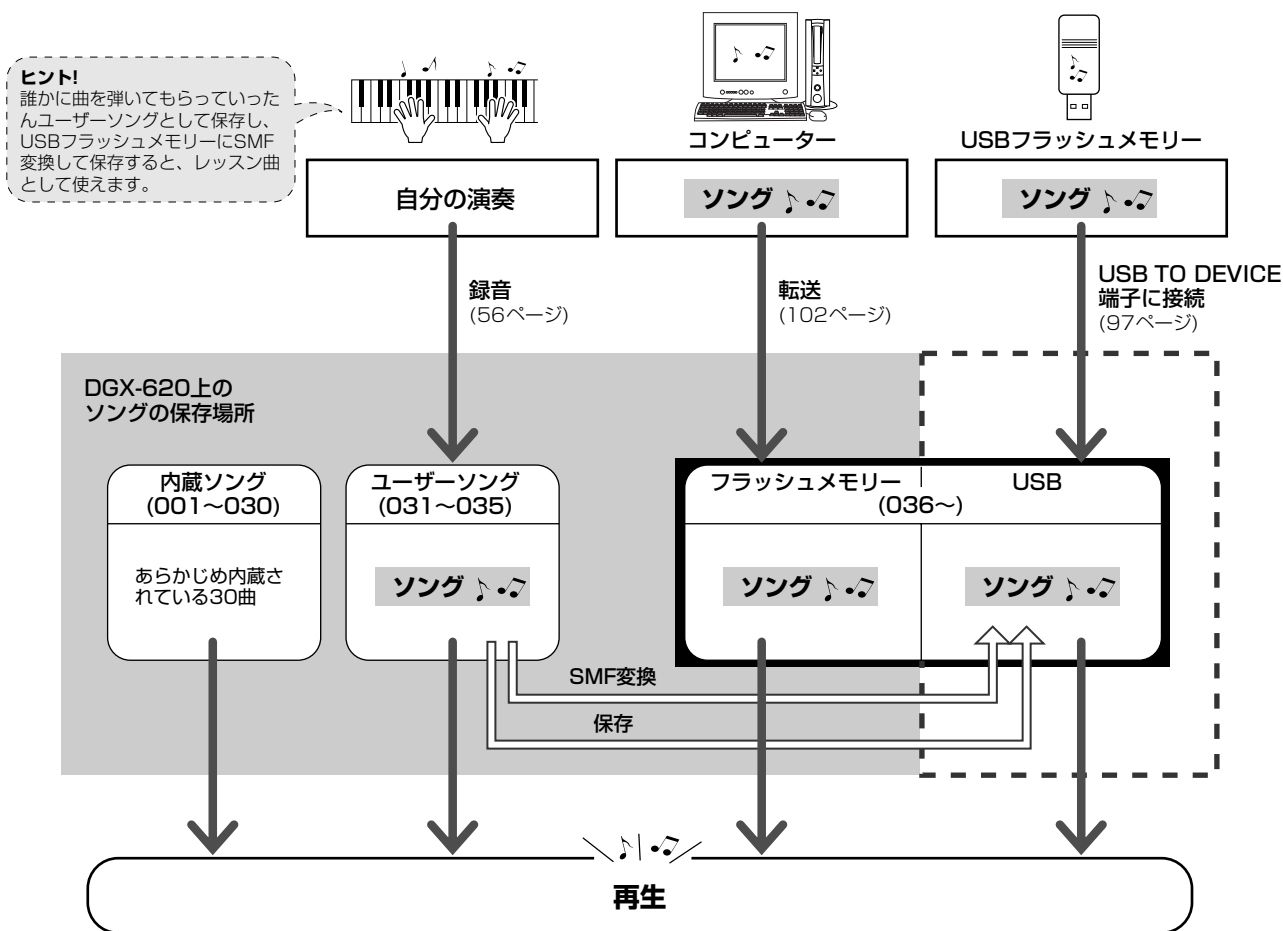 ヒント!
誰かに曲を弾いてもらっていった
んユーザーソングとして保存し、
USBフラッシュメモリーにSMF
変換して保存すると、レッスン曲
として使えます。
コンピューター
USBフラッシュメモリー
自分の演奏
ソング
ソング
録音
(56ページ)
転送
(102ページ)
USB TO DEVICE
端子に接続
(97ページ)
DGX-620上の
ソングの保存場所
内蔵ソング
(001～030)
ユーザーソング
(031～035)
フラッシュメモリー
USB
(036～)
あらかじめ内蔵さ
れている30曲
ソング
ソング
ソング
SMF変換
保存
再生